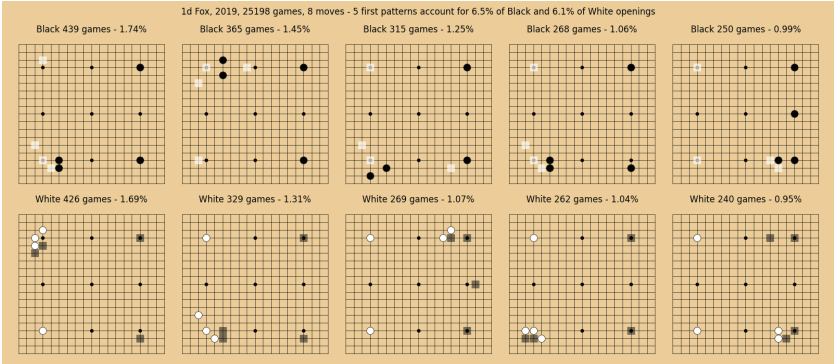 1d Fox, 2019, 25198 games, 8 moves - 5 first patterns account for 6.5% of Black and 6.1% of White openings
Black 439 games - 1.74%
Black 365 games - 1.45%
Black 315 games - 1.25%
Black 268 games - 1.06%
Black 250 games - 0.99%
White 426 games - 1.69%
White 329 games - 1.31%
White 269 games - 1.07%
White 262 games - 1.04%
White 240 games - 0.95%